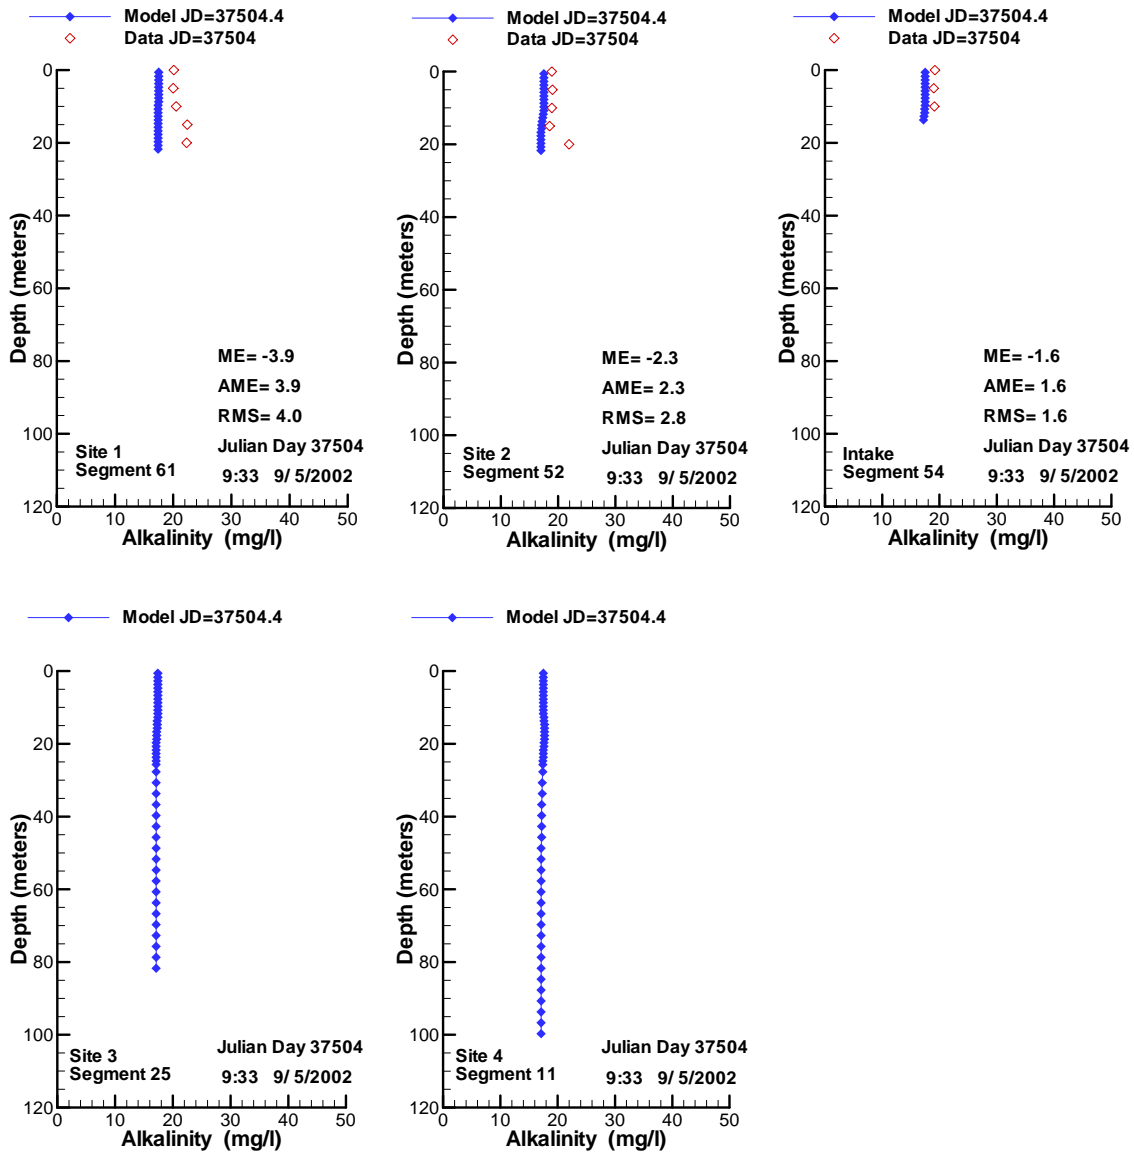 Model JD=37504.4
Data JD=37504
0
20
40
60
80
100
120
Depth (meters)
ME= -3.9
AME= 3.9
RMS= 4.0
Site 1
Segment 61
Julian Day 37504
9:33 9/ 5/2002
0 10 20 30 40 50
Alkalinity (mg/l)
Model JD=37504.4
Data JD=37504
0
20
40
60
80
100
120
Depth (meters)
ME= -2.3
AME= 2.3
RMS= 2.8
Site 2
Segment 52
Julian Day 37504
9:33 9/ 5/2002
0 10 20 30 40 50
Alkalinity (mg/l)
Model JD=37504.4
Data JD=37504
0
20
40
60
80
100
120
Depth (meters)
ME= -1.6
AME= 1.6
RMS= 1.6
Intake
Segment 54
Julian Day 37504
9:33 9/ 5/2002
0 10 20 30 40 50
Alkalinity (mg/l)
Model JD=37504.4
0
20
40
60
80
100
120
Depth (meters)
Site 3
Segment 25
Julian Day 37504
9:33 9/ 5/2002
0 10 20 30 40 50
Alkalinity (mg/l)
Model JD=37504.4
0
20
40
60
80
100
120
Depth (meters)
Site 4
Segment 11
Julian Day 37504
9:33 9/ 5/2002
0 10 20 30 40 50
Alkalinity (mg/l)